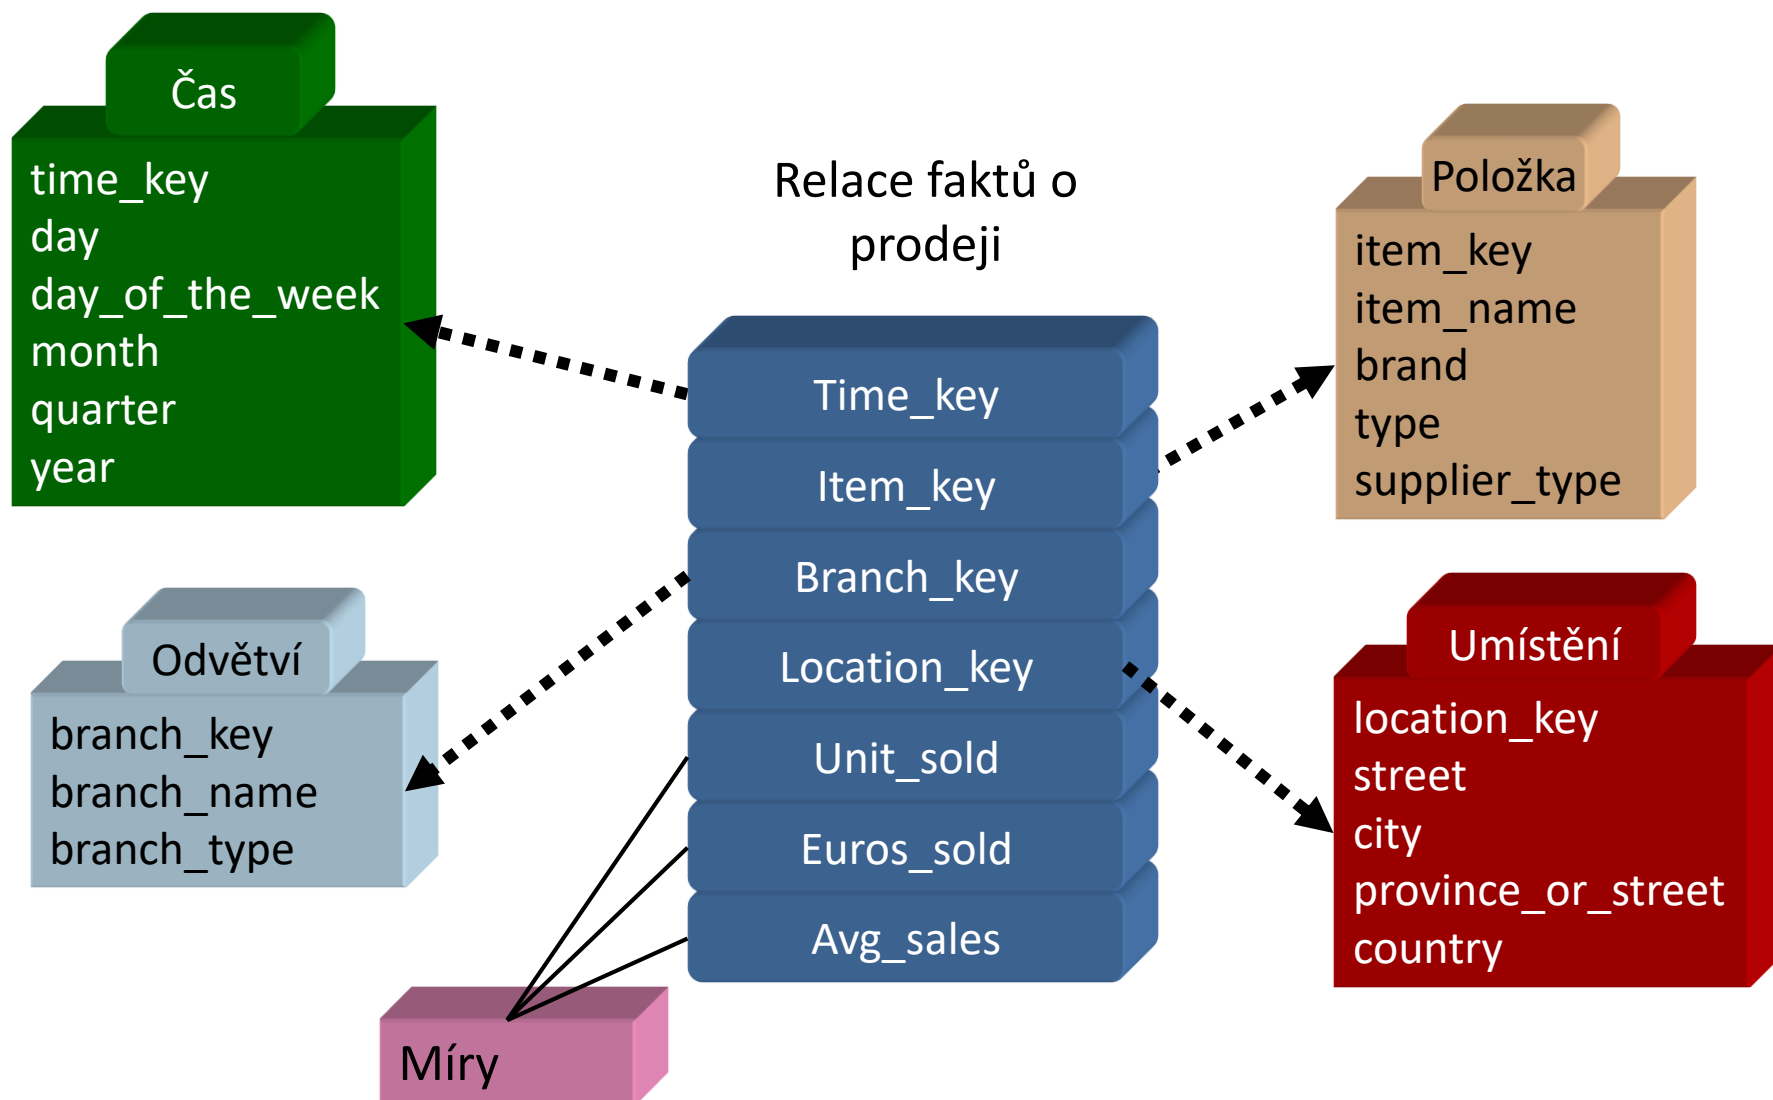 Čas
time_key
day
day_of_the_week
month
quarter
year
Relace faktů o
prodeji
Time_key
Item_key
Branch_key
Location_key
Unit_sold
Euros_sold
Avg_sales
Položka
item_key
item_name
brand
type
supplier_type
Odvětví
branch_key
branch_name
branch_type
Umístění
location_key
street
city
province_or_street
country
Míry